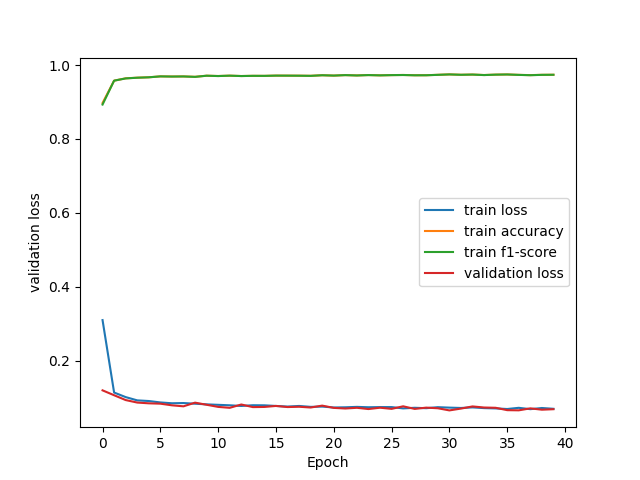 1.0
0.8
0.6
0.4
0.2
validation loss
train loss
train accuracy
train f1-score
validation loss
0 5 10 15 20 25 30 35 40
Epoch